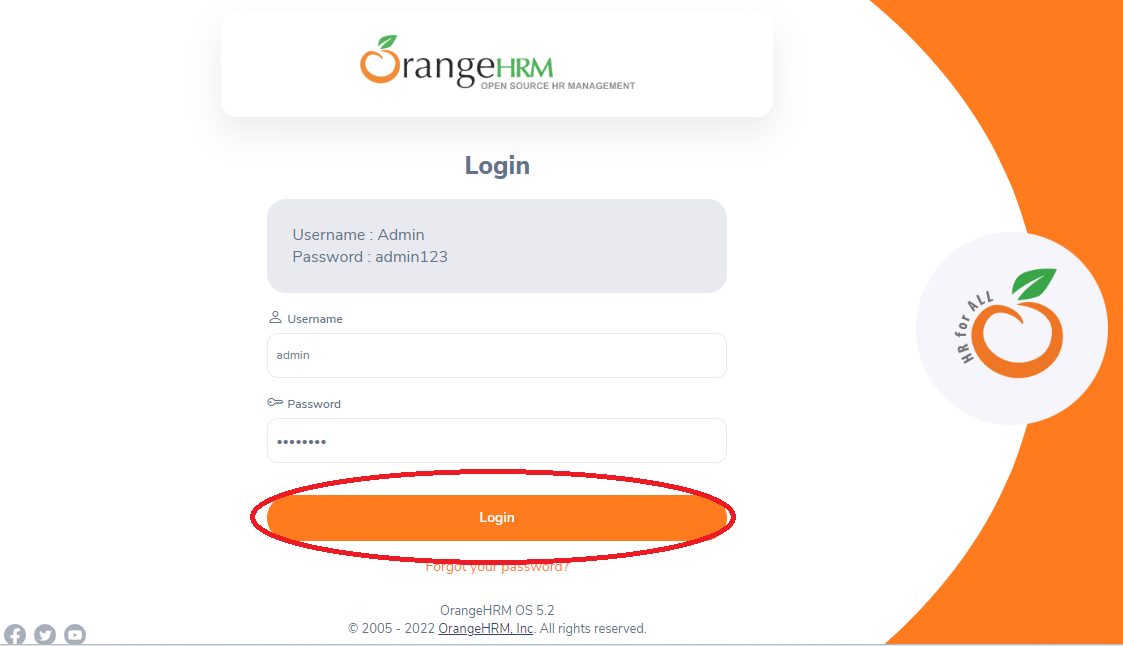 OrangeHRM
OPEN SOURCE HR MANAGEMENT
Login
Username : Admin
Password : admin123
Username
admin
Password
••••••••
Login
Forgot your password?
OrangeHRM OS 5.2
© 2005 - 2022 OrangeHRM, Inc. All rights reserved.
HR for ALL